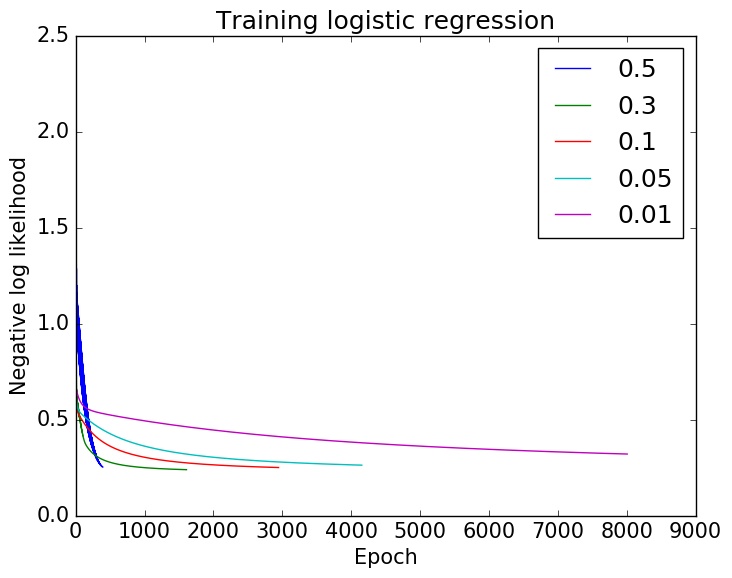 Training logistic regression
2.5
2.0
1.5
1.0
0.5
0.0
Negative log likelihood
0.5
0.3
0.1
0.05
0.01
0 1000 2000 3000 4000 5000 6000 7000 8000 9000
Epoch